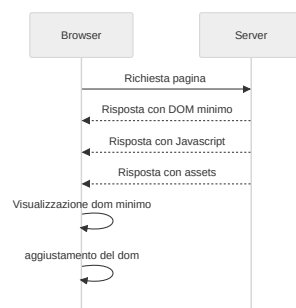 Browser
Server
Richiesta pagina
Risposta con DOM minimo
Risposta con Javascript
Risposta con assets
Visualizzazione dom minimo
aggiustamento del dom